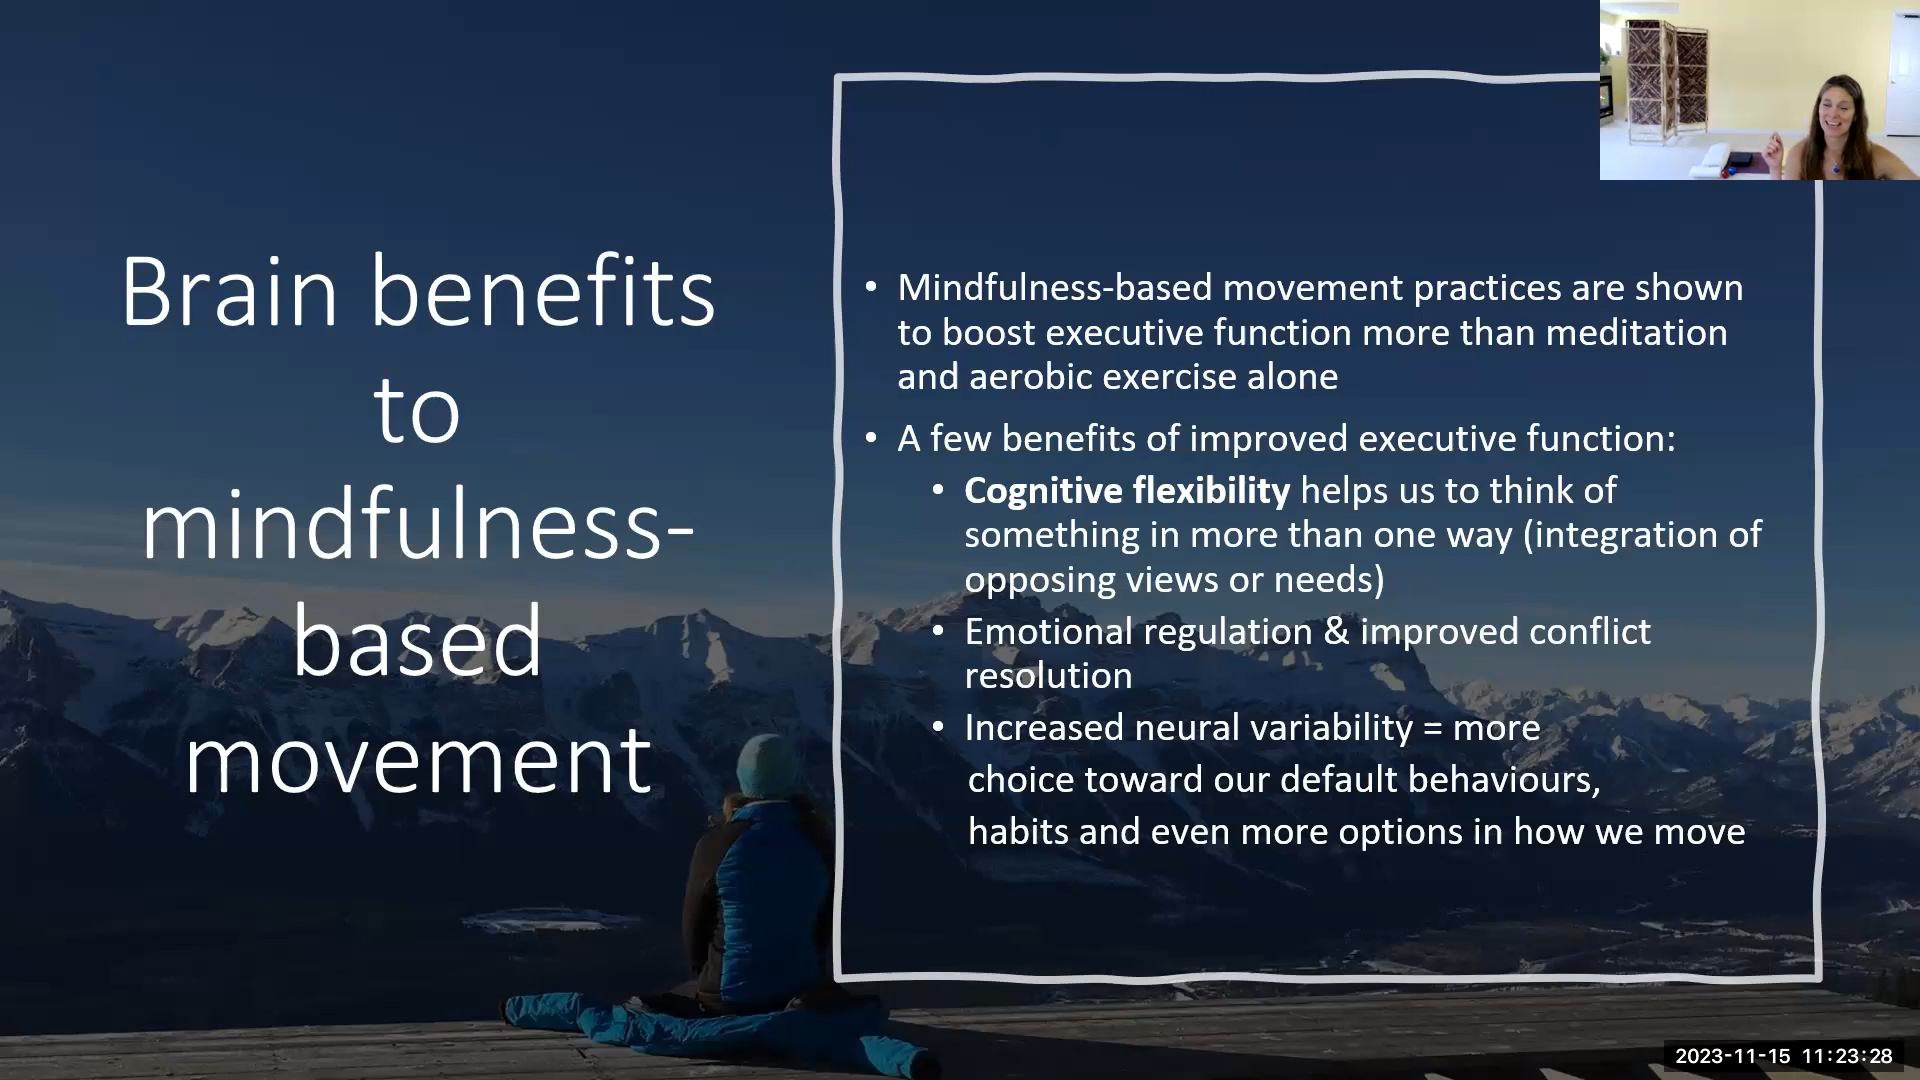 Brain benefits
to
mindfulness-
based
movement
• Mindfulness-based movement practices are shown
to boost executive function more than meditation
and aerobic exercise alone
• A few benefits of improved executive function:
• Cognitive flexibility helps us to think of
something in more than one way (integration of
opposing views or needs)
• Emotional regulation & improved conflict
resolution
• Increased neural variability = more
choice toward our default behaviours,
habits and even more options in how we move
2023-11-15 11:23:28